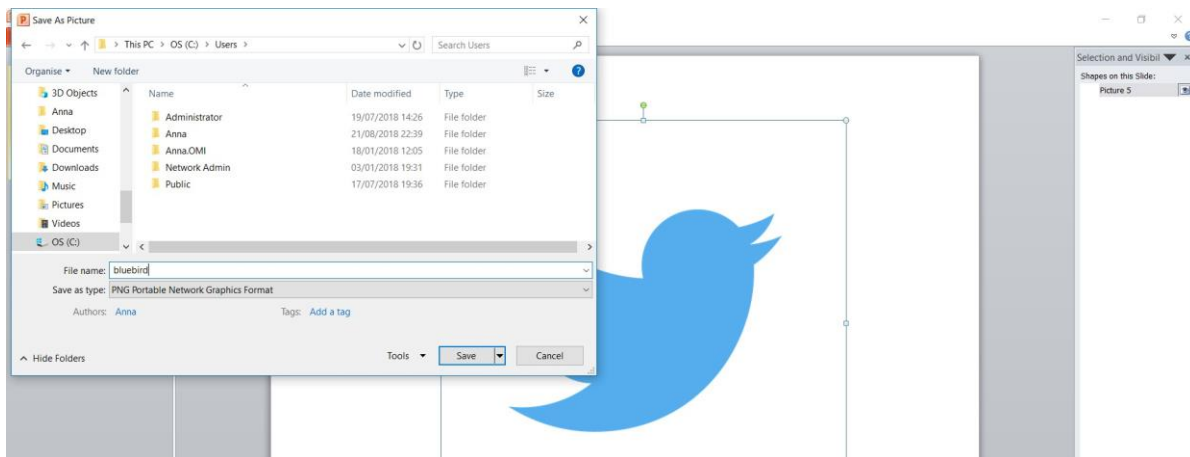 Save As Picture
This PC > OS (C:) > Users >
Search Users
Organise
New folder
3D Objects
Anna
Desktop
Documents
Downloads
Music
Pictures
Videos
OS (C:)
Name Date modified Type Size
Administrator 19/07/2018 14:26 File folder
Anna 21/08/2018 22:39 File folder
Anna.OMI 18/01/2018 12:05 File folder
Network Admin 03/01/2018 19:31 File folder
Public 17/07/2018 19:36 File folder
File name: bluebird
Save as type: PNG Portable Network Graphics Format
Authors: Anna Tags: Add a tag
Hide Folders
Tools Save Cancel
Selection and Visibil
Shapes on this Slide:
Picture 5